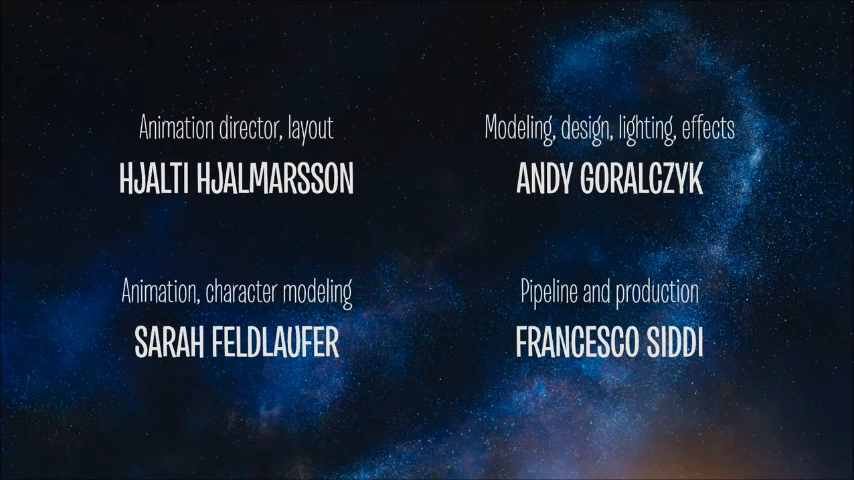 Animation director, layout
HJALTI HJALMARSSON
Modeling, design, lighting, effects
ANDY GORALCZYK
Animation, character modeling
SARAH FELDLAUFER
Pipeline and production
FRANCESCO SIDDI